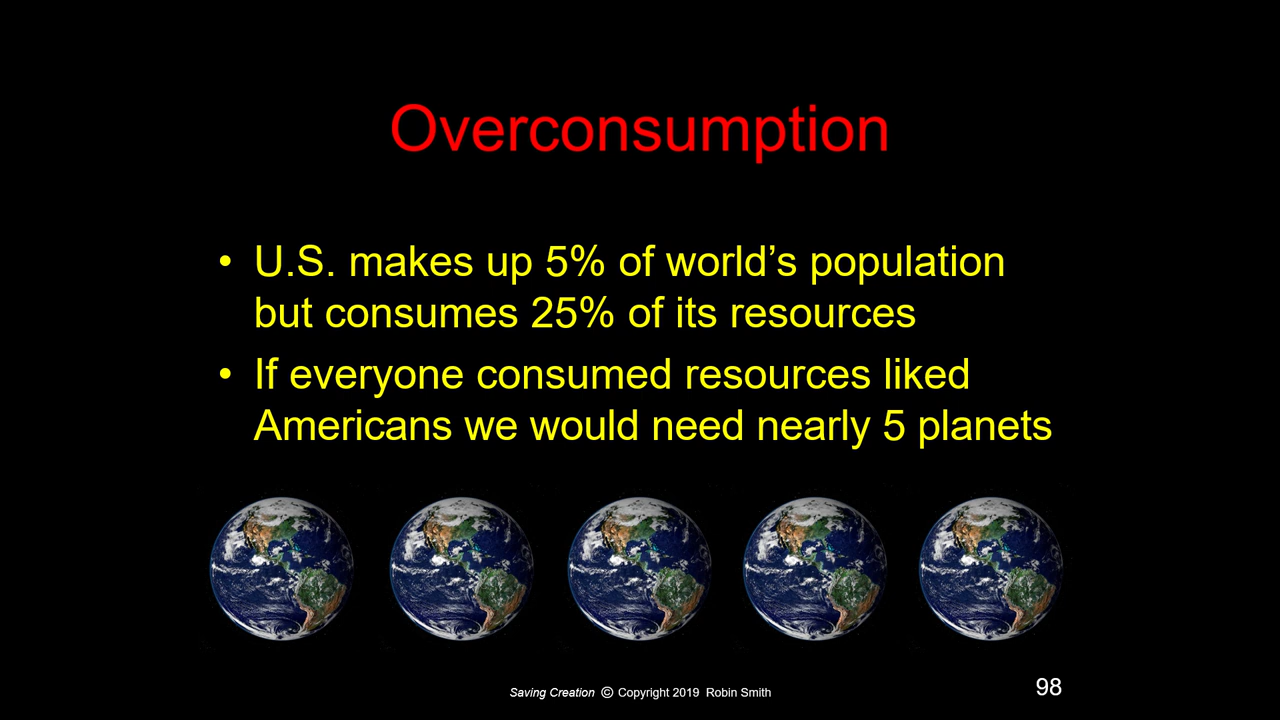 Overconsumption
• U.S. makes up 5% of world’s population
but consumes 25% of its resources
• If everyone consumed resources liked
Americans we would need nearly 5 planets
Saving Creation © Copyright 2019 Robin Smith
98